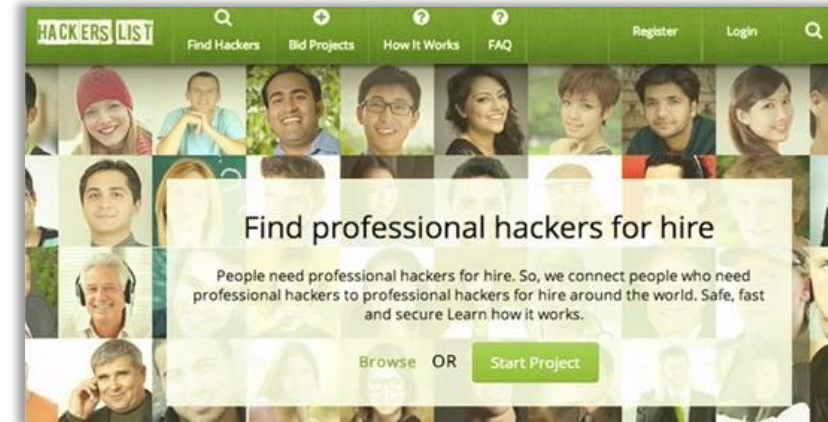 HACKERS LIST
Find Hackers
Bid Projects
How It Works
FAQ
Register
Login
Find professional hackers for hire
People need professional hackers for hire. So, we connect people who need
professional hackers to professional hackers for hire around the world. Safe, fast
and secure Learn how it works.
Browse OR Start Project